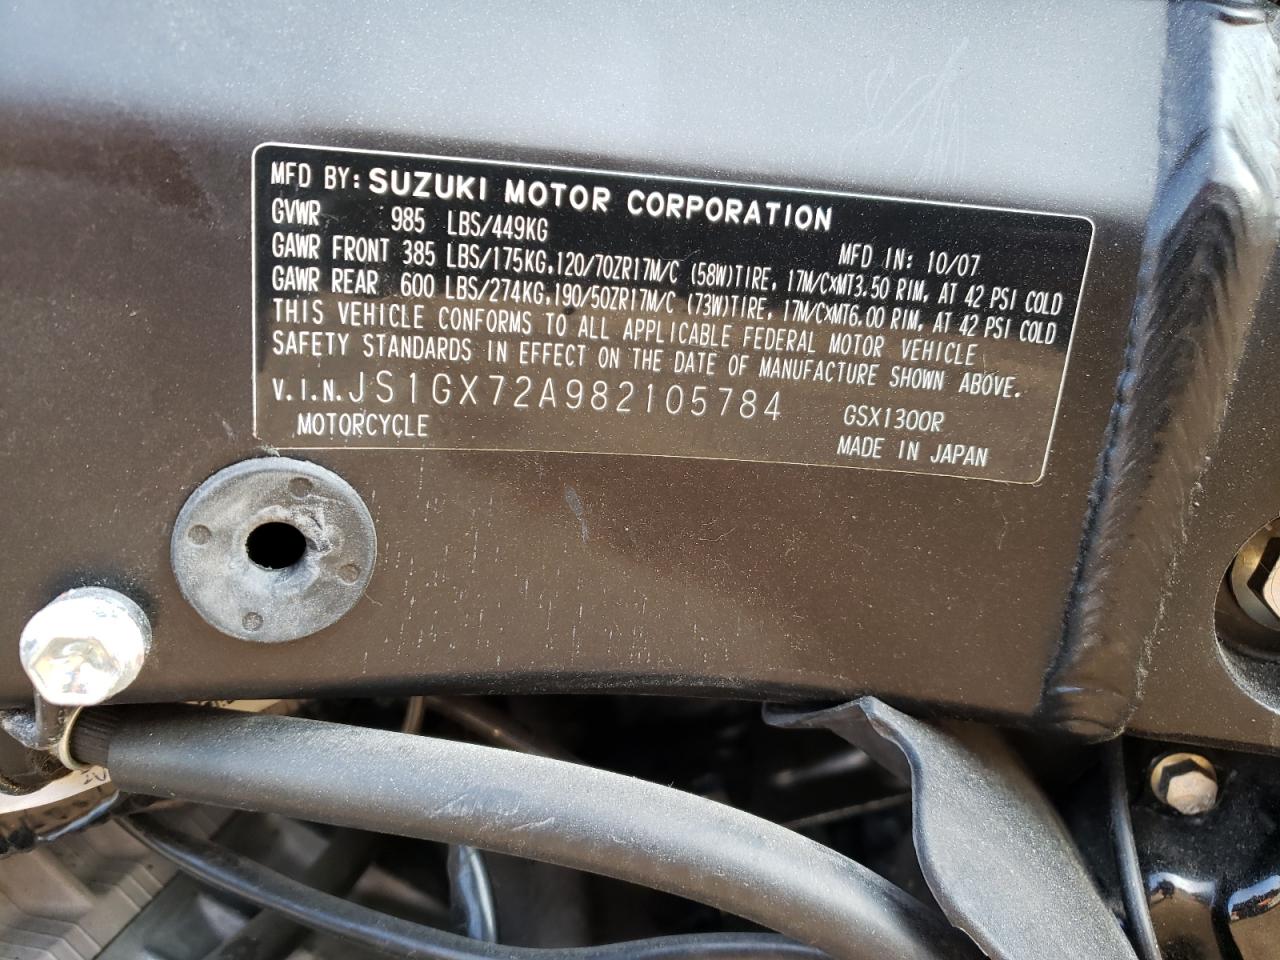 MFD BY: SUZUKI MOTOR CORPORATION
GVWR 985 LBS/449KG MFD IN: 10/07
GAWR FRONT 385 LBS/175KG,120/70ZR17M/C (58W)TIRE, 17M/C×MT3.50 RIM, AT 42 PSI COLD
GAWR REAR 600 LBS/274KG,190/50ZR17M/C (73W)TIRE, 17M/C×MT6.00 RIM, AT 42 PSI COLD
THIS VEHICLE CONFORMS TO ALL APPLICABLE FEDERAL MOTOR VEHICLE
SAFETY STANDARDS IN EFFECT ON THE DATE OF MANUFACTURE SHOWN ABOVE.
V.I.N.JS1GX72A982105784 GSX1300R
MOTORCYCLE MADE IN JAPAN